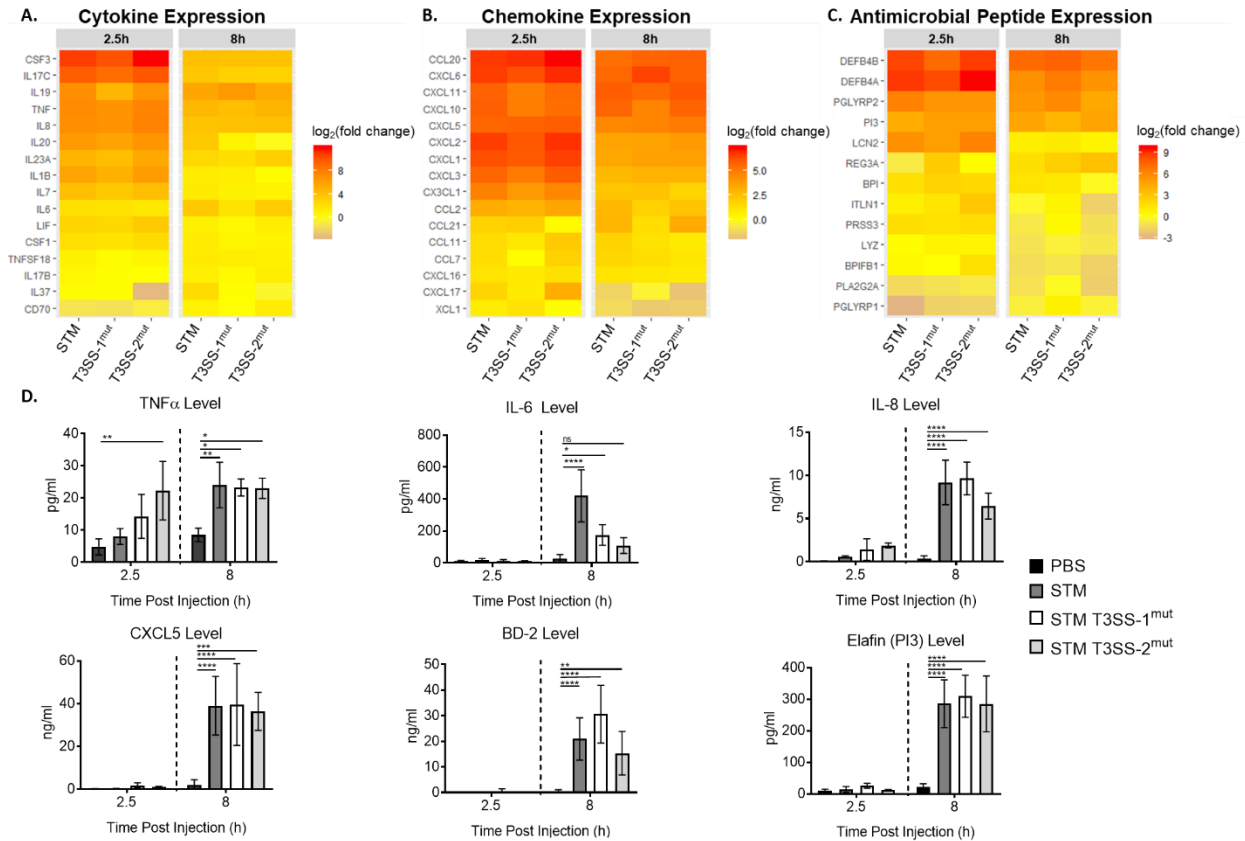 A. Cytokine Expression
2.5h 8h
CSF3
IL17C
IL19
TNF
IL8
IL20
IL23A
IL1B
IL7
IL6
LIF
CSF1
TNFSF18
IL17B
IL37
CD70
STM T3SS-1mut T3SS-2mut STM T3SS-1mut T3SS-2mut
log2(fold change)
8
4
0
B. Chemokine Expression
2.5h 8h
CCL20
CXCL6
CXCL11
CXCL10
CXCL5
CXCL2
CXCL1
CXCL3
CX3CL1
CCL2
CCL21
CCL11
CCL7
CXCL16
CXCL17
XCL1
STM T3SS-1mut T3SS-2mut STM T3SS-1mut T3SS-2mut
log2(fold change)
5.0
2.5
0.0
C. Antimicrobial Peptide Expression
2.5h 8h
DEFB4B
DEFB4A
PGLYRP2
PI3
LCN2
REG3A
BPI
ITLN1
PRSS3
LYZ
BPIFB1
PLA2G2A
PGLYRP1
STM T3SS-1mut T3SS-2mut STM T3SS-1mut T3SS-2mut
log2(fold change)
9
6
3
0
-3
D.
TNFα Level
pg/ml
40
30
20
10
0
** * * **
2.5 8
Time Post Injection (h)
IL-6 Level
pg/ml
800
600
400
200
0
ns * ****
2.5 8
Time Post Injection (h)
IL-8 Level
ng/ml
15
10
5
0
**** **** ****
2.5 8
Time Post Injection (h)
CXCL5 Level
ng/ml
60
40
20
0
*** **** ****
2.5 8
Time Post Injection (h)
BD-2 Level
ng/ml
50
40
30
20
10
0
** **** ****
2.5 8
Time Post Injection (h)
Elafin (PI3) Level
pg/ml
400
300
200
100
0
**** **** ****
2.5 8
Time Post Injection (h)
PBS
STM
STM T3SS-1mut
STM T3SS-2mut